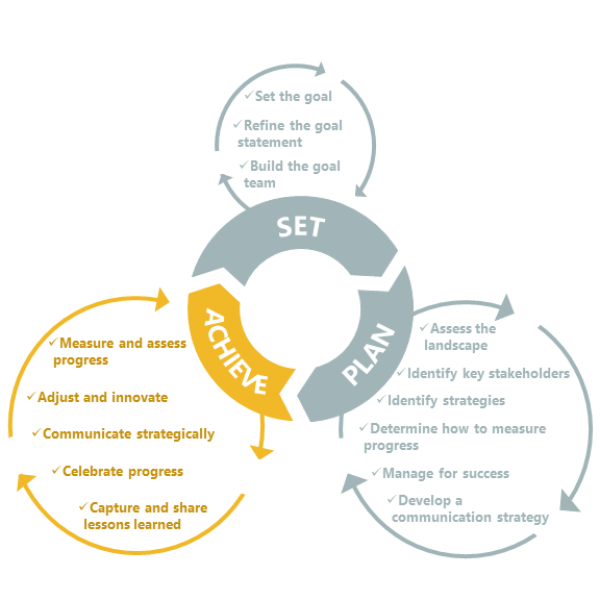 ✓Set the goal
✓Refine the goal
statement
✓Build the goal
team
SET
ACHIEVE
PLAN
✓Measure and assess
progress
✓Adjust and innovate
✓Communicate strategically
✓Celebrate progress
✓Capture and share
lessons learned
✓Assess the
landscape
✓Identify key stakeholders
✓Identify strategies
✓Determine how to measure
progress
✓Manage for success
✓Develop a
communication strategy